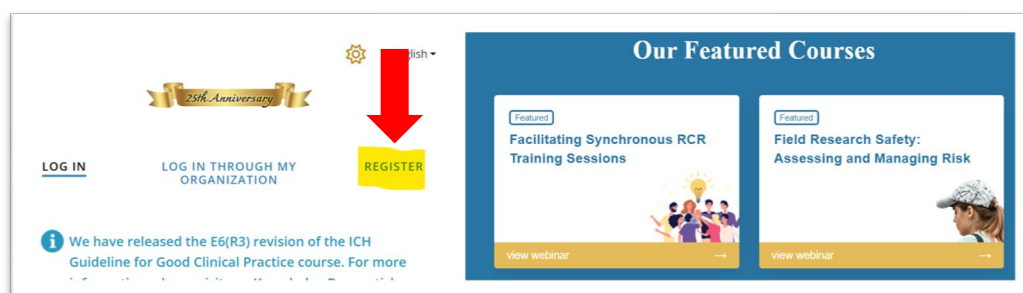 25th Anniversary
LOG IN
LOG IN THROUGH MY
ORGANIZATION
REGISTER
We have released the E6(R3) revision of the ICH
Guideline for Good Clinical Practice course. For more
Our Featured Courses
Featured
Facilitating Synchronous RCR
Training Sessions
view webinar →
Featured
Field Research Safety:
Assessing and Managing Risk
view webinar →